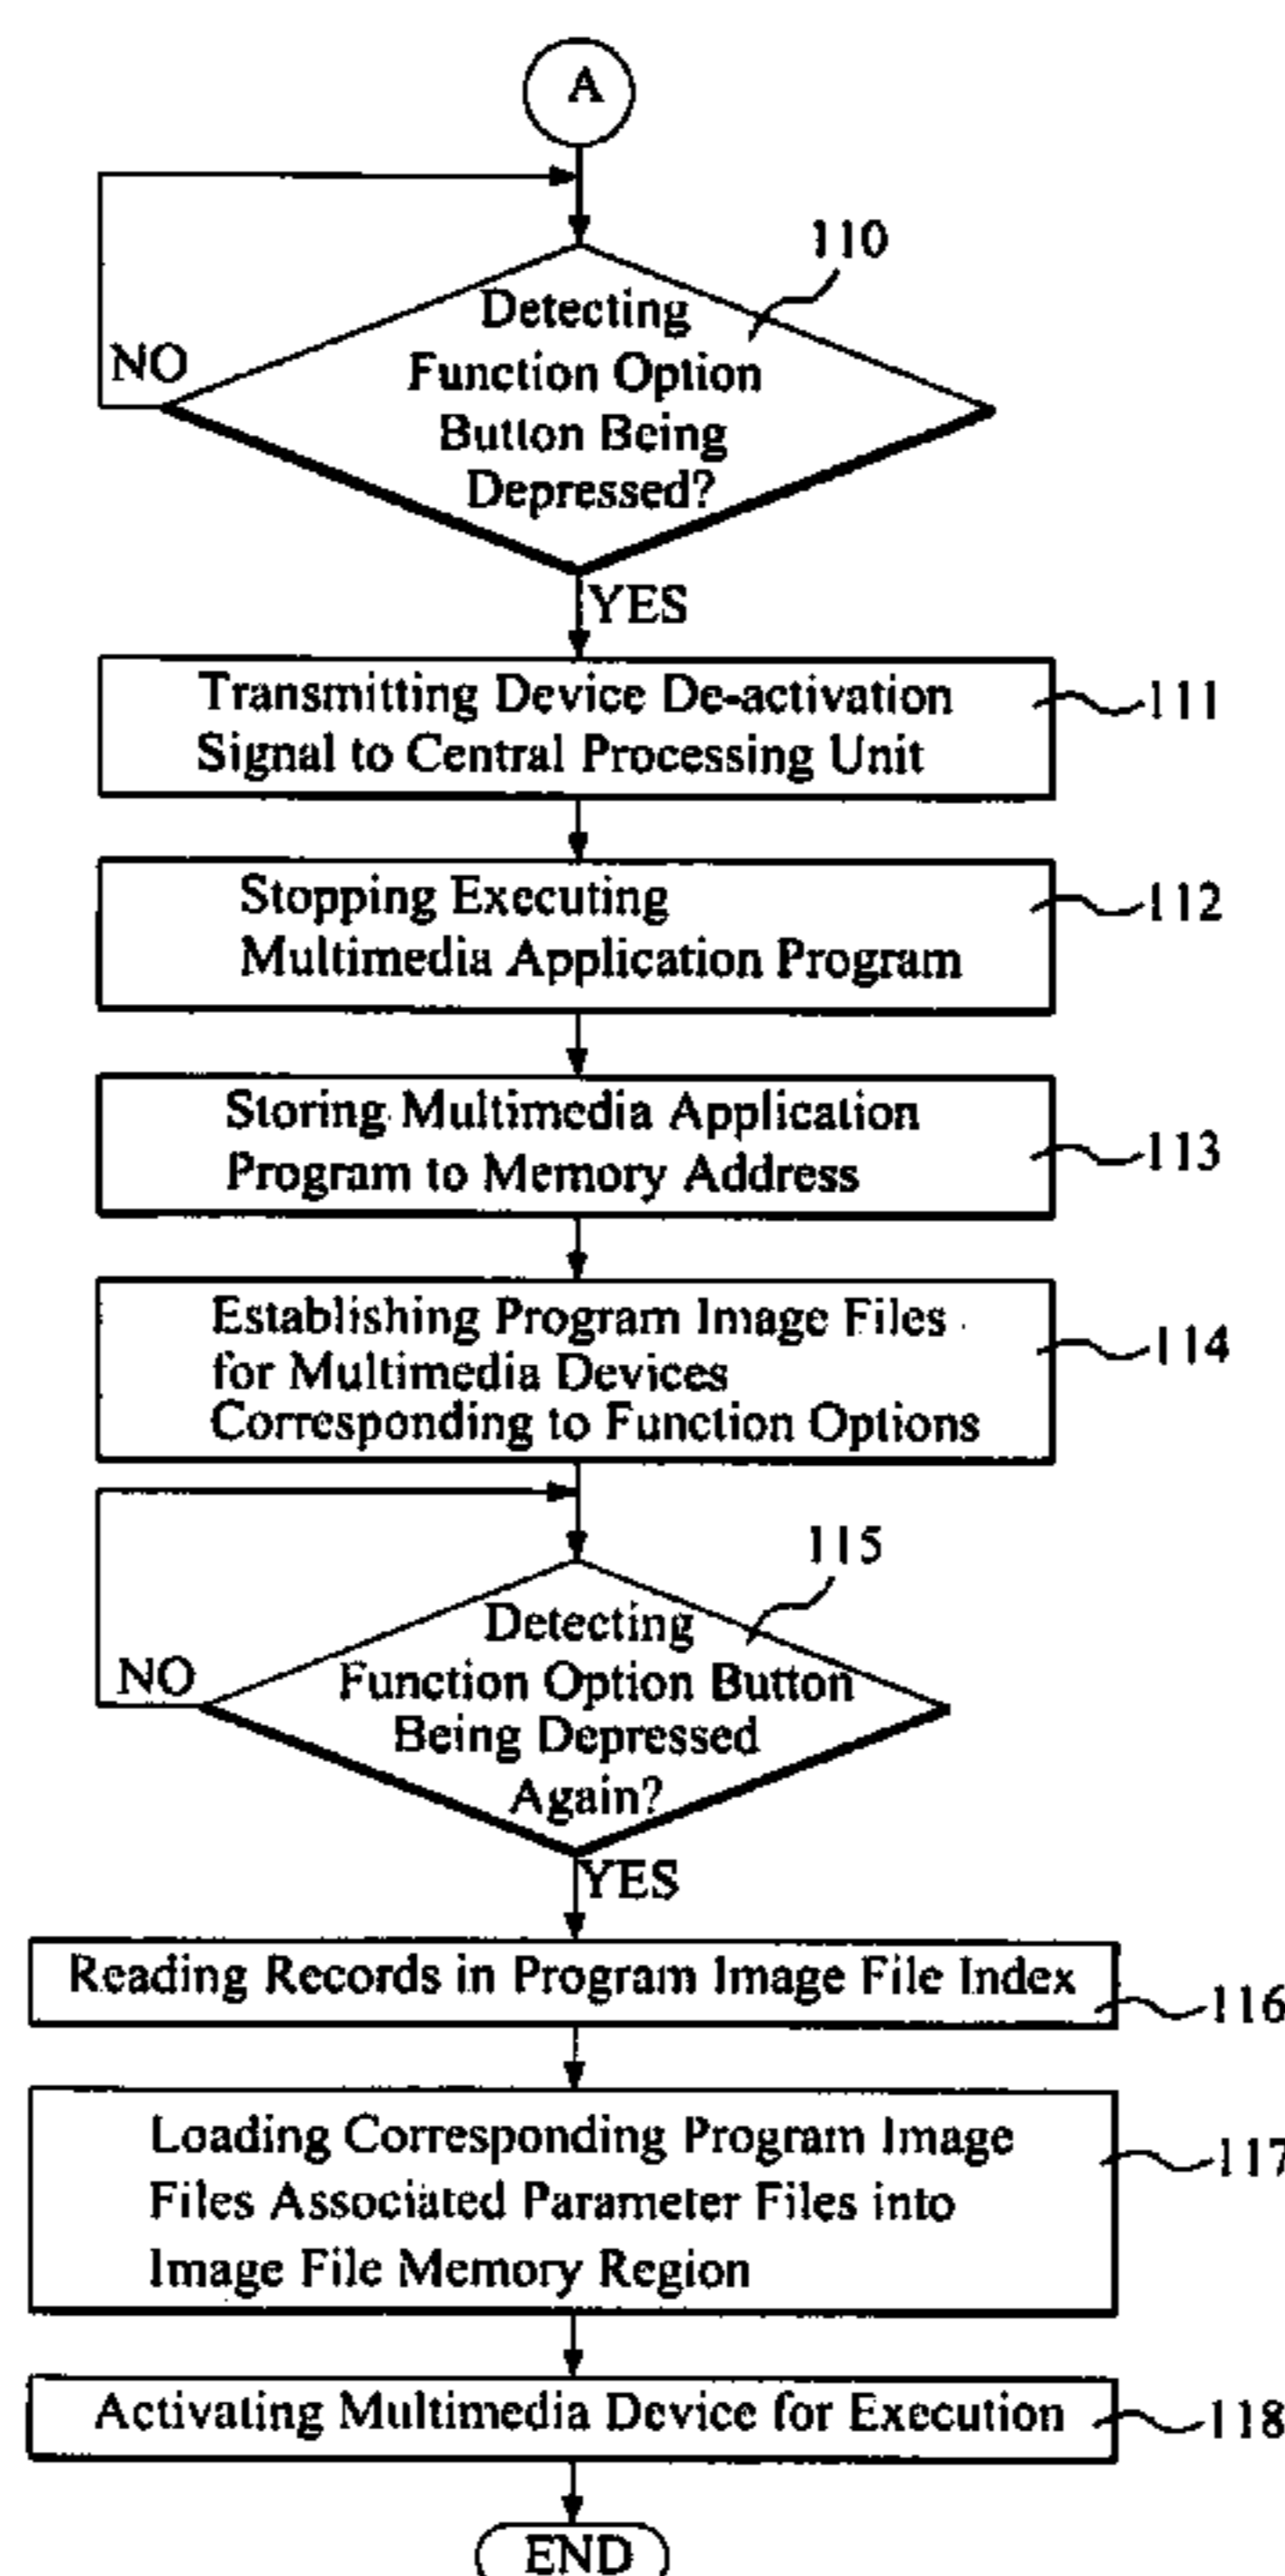 A
110
Detecting
Function Option
Button Being
Depressed?
NO
YES
Transmitting Device De-activation
Signal to Central Processing Unit
111
Stopping Executing
Multimedia Application Program
112
Storing Multimedia Application
Program to Memory Address
113
Establishing Program Image Files
for Multimedia Devices
Corresponding to Function Options
114
115
Detecting
Function Option Button
Being Depressed
Again?
NO
YES
Reading Records in Program Image File Index
116
Loading Corresponding Program Image
Files Associated Parameter Files into
Image File Memory Region
117
Activating Multimedia Device for Execution
118
END